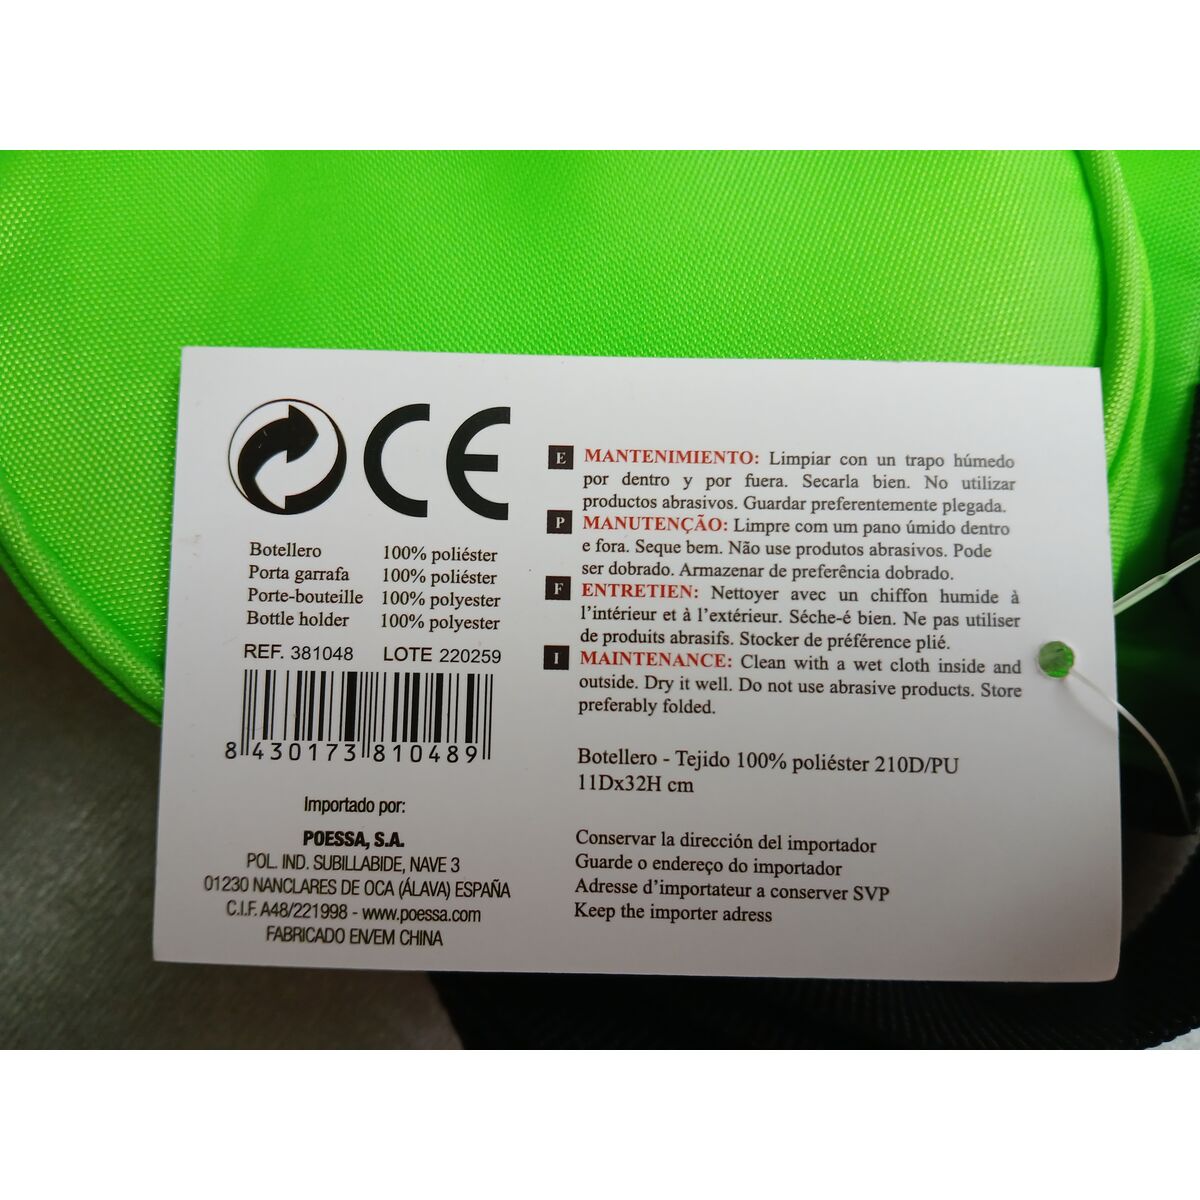 CE
Botellero 100% poliéster
Porta garrafa 100% poliéster
Porte-bouteille 100% polyester
Bottle holder 100% polyester
REF. 381048 LOTE 220259
8 430173 810489
Importado por:
POESSA, S.A.
POL. IND. SUBILLABIDE, NAVE 3
01230 NANCLARES DE OCA (ÁLAVA) ESPAÑA
C.I.F. A48/221998 - www.poessa.com
FABRICADO EN/EM CHINA
E MANTENIMIENTO: Limpiar con un trapo húmedo
por dentro y por fuera. Secarla bien. No utilizar
productos abrasivos. Guardar preferentemente plegada.
P MANUTENÇÃO: Limpre com um pano úmido dentro
e fora. Seque bem. Não use produtos abrasivos. Pode
ser dobrado. Armazenar de preferência dobrado.
F ENTRETIEN: Nettoyer avec un chiffon humide à
l’intérieur et à l’extérieur. Séche-é bien. Ne pas utiliser
de produits abrasifs. Stocker de préférence plié.
I MAINTENANCE: Clean with a wet cloth inside and
outside. Dry it well. Do not use abrasive products. Store
preferably folded.
Botellero - Tejido 100% poliéster 210D/PU
11Dx32H cm
Conservar la dirección del importador
Guarde o endereço do importador
Adresse d’importateur a conserver SVP
Keep the importer adress